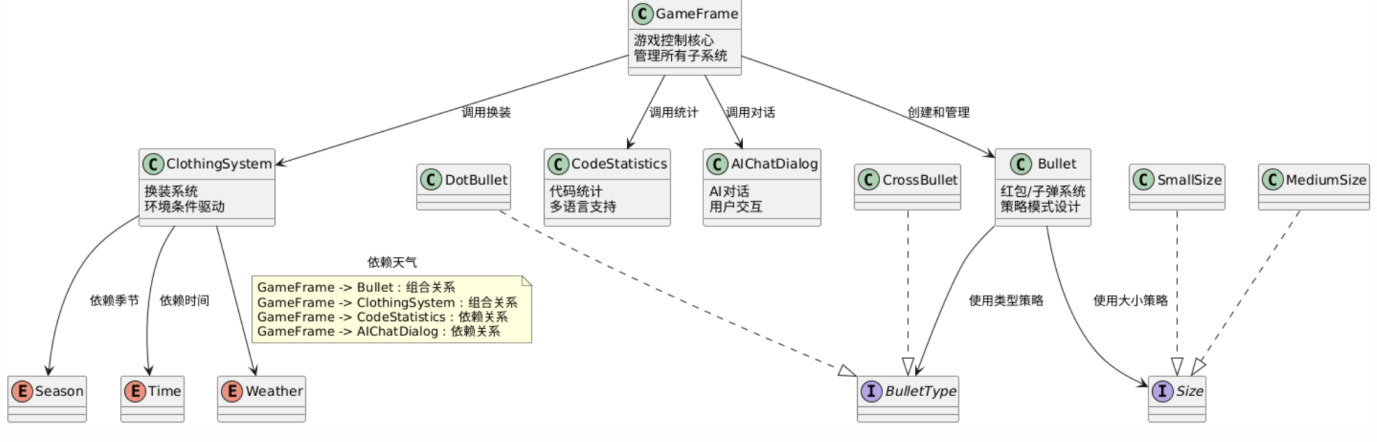 C GameFrame
游戏控制核心
管理所有子系统
调用换装
调用统计
调用对话
创建和管理
C ClothingSystem
换装系统
环境条件驱动
C DotBullet
C CodeStatistics
代码统计
多语言支持
C AIChatDialog
AI对话
用户交互
C CrossBullet
C Bullet
红包/子弹系统
策略模式设计
C SmallSize
C MediumSize
依赖季节
依赖时间
依赖天气
GameFrame -> Bullet：组合关系
GameFrame -> ClothingSystem：组合关系
GameFrame -> CodeStatistics：依赖关系
GameFrame -> AIChatDialog：依赖关系
使用类型策略
使用大小策略
E Season
E Time
E Weather
I BulletType
I Size